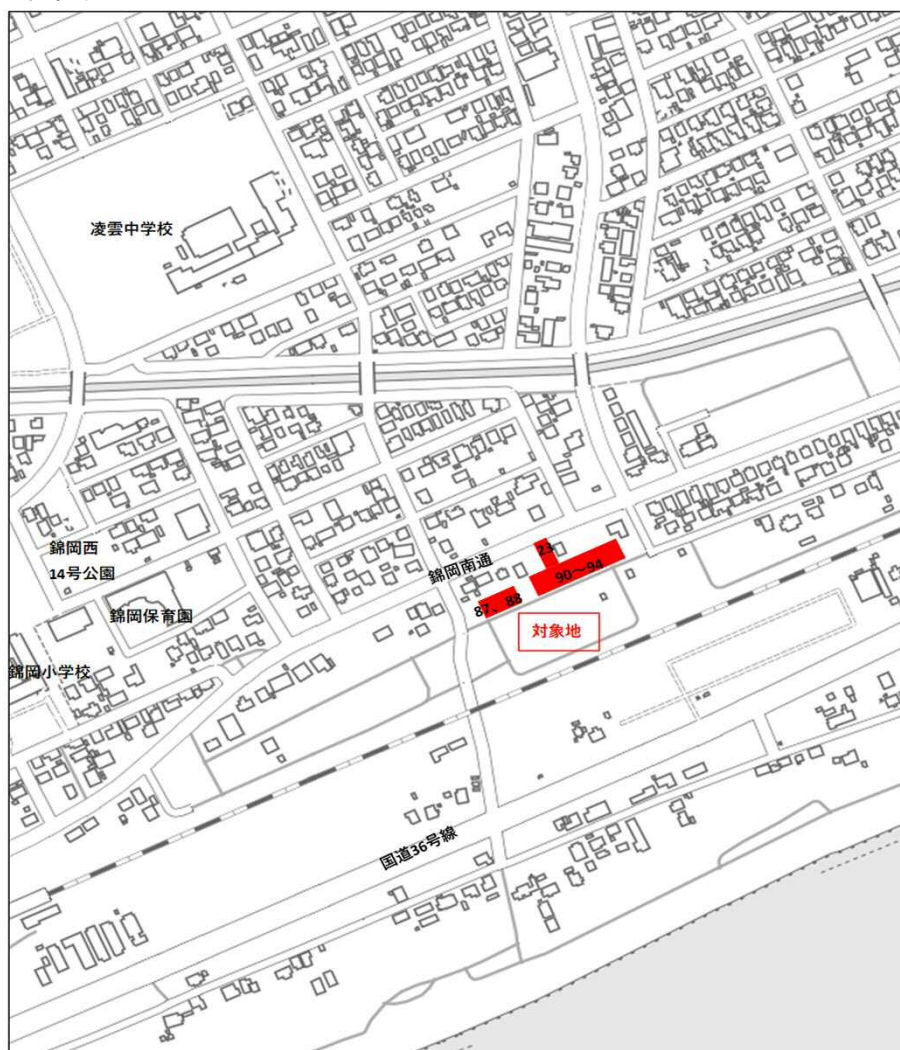 凌雲中学校
錦岡西
14号公園
錦岡保育園
錦岡小学校
錦岡南通
23
90～94
87、88
対象地
国道36号線